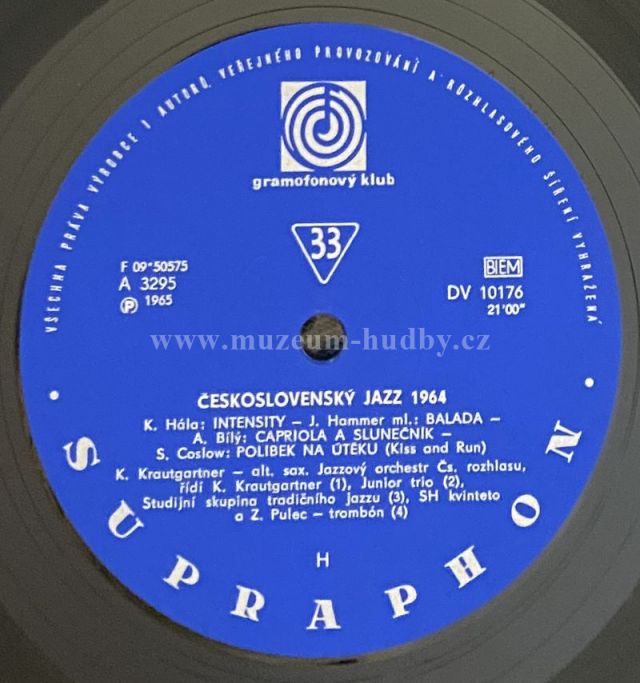 VŠECHNA PRÁVA VÝROBCE I AUTORŮ VEŘEJNÉHO PROVOZOVÁNÍ A ROZHLASOVÉHO ŠÍŘENÍ VYHRAŽENA
gramofonový klub
33
F 09*50575
A 3295
Ⓟ 1965
BIEM
DV 10176
21'00"
www.muzeum-hudby.cz
ČESKOSLOVENSKÝ JAZZ 1964
K. Hála: INTENSITY – J. Hammer ml.: BALADA –
A. Bílý: CAPRIOLA A SLUNEČNÍK –
S. Coslow: POLIBEK NA ÚTĚKU (Kiss and Run)
K. Krautgartner – alt. sax. Jazzový orchestr Čs. rozhlasu,
řídí K. Krautgartner (1), Junior trio (2),
Studijní skupina tradičního jazzu (3), SH kvinteto
a Z. Pulec – trombón (4)
H
• SUPRAPHON •